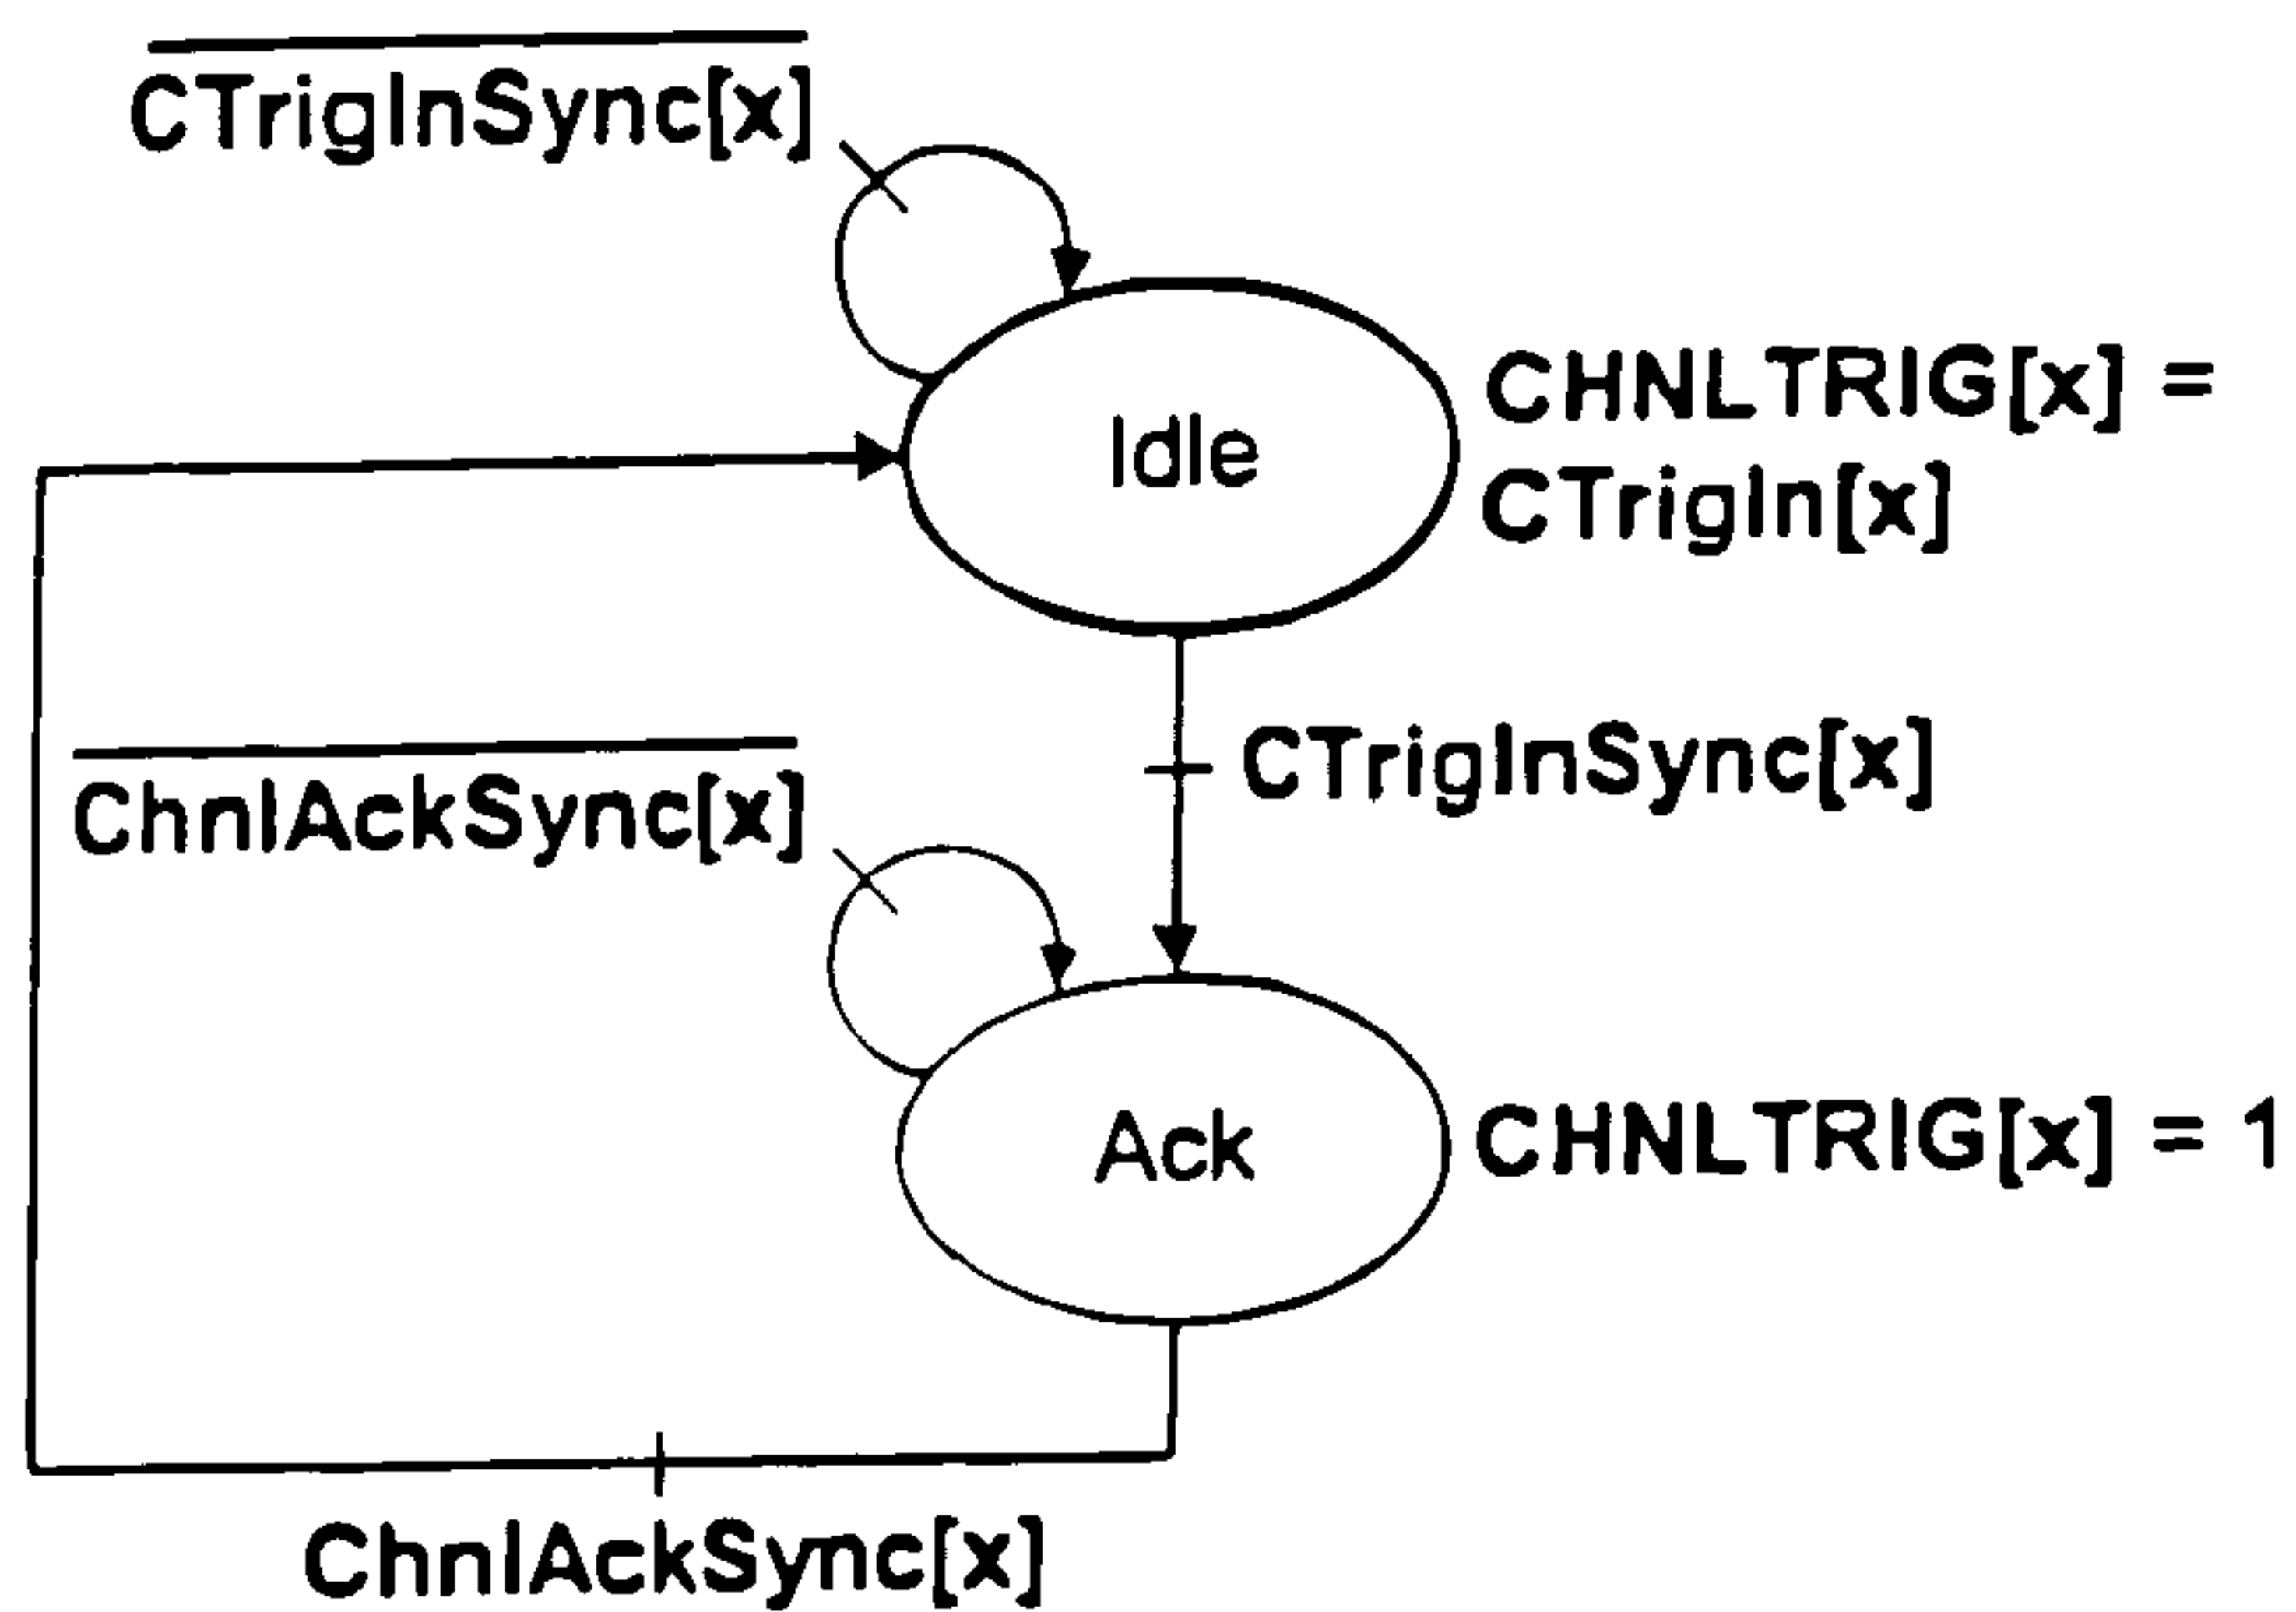 CTrigInSync[x]
Idle
CHNLTRIG[x] =
CTrigIn[x]
CTrigInSync[x]
ChnlAckSync[x]
Ack
CHNLTRIG[x] = 1
ChnlAckSync[x]